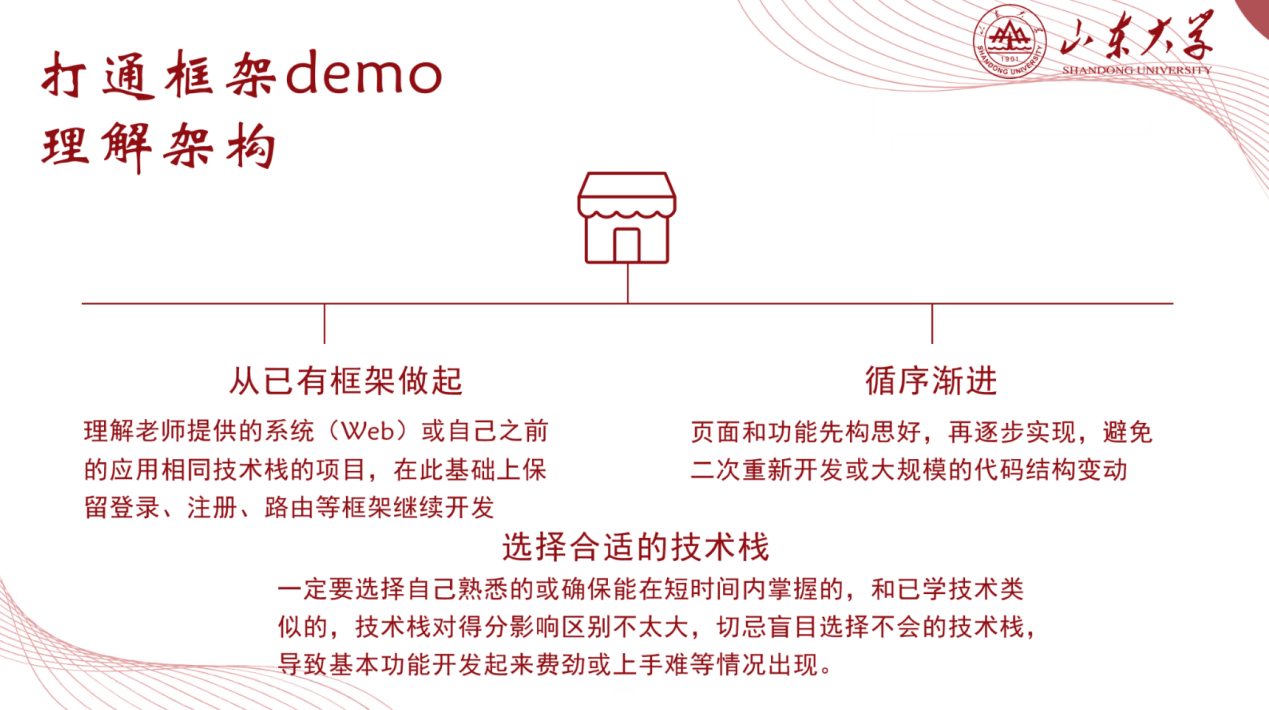 打通框架demo
理解架构
山东大学
SHANDONG UNIVERSITY
山东大学
SHANDONG UNIVERSITY
1901
从已有框架做起
理解老师提供的系统（Web）或自己之前
的应用相同技术栈的项目，在此基础上保
留登录、注册、路由等框架继续开发
循序渐进
页面和功能先构思好，再逐步实现，避免
二次重新开发或大规模的代码结构变动
选择合适的技术栈
一定要选择自己熟悉的或确保能在短时间内掌握的，和已学技术类
似的，技术栈对得分影响区别不太大，切忌盲目选择不会的技术栈，
导致基本功能开发起来费劲或上手难等情况出现。